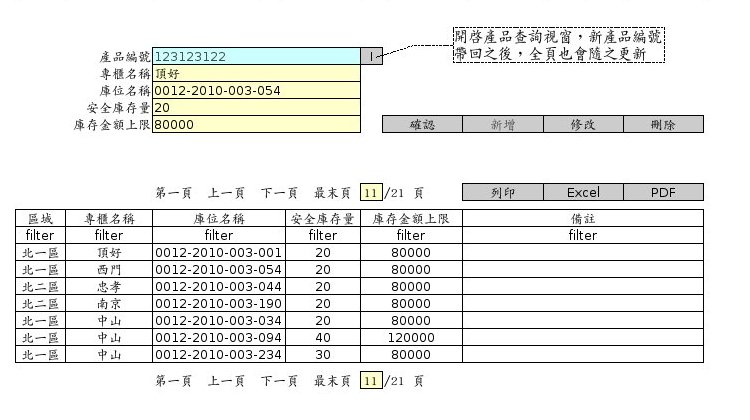 開啓產品查詢視窗，新產品編號
帶回之後，全頁也會隨之更新
產品編號 123123122 I
專櫃名稱 頂好
庫位名稱 0012-2010-003-054
安全庫存量 20
庫存金額上限 80000
確認 新增 修改 刪除
第一頁 上一頁 下一頁 最末頁 11 /21 頁 列印 Excel PDF
區域 專櫃名稱 庫位名稱 安全庫存量 庫存金額上限 備註
filter filter filter filter filter filter
北一區 頂好 0012-2010-003-001 20 80000
北一區 西門 0012-2010-003-054 20 80000
北二區 忠孝 0012-2010-003-044 20 80000
北二區 南京 0012-2010-003-190 20 80000
北一區 中山 0012-2010-003-034 20 80000
北一區 中山 0012-2010-003-094 40 120000
北一區 中山 0012-2010-003-234 30 80000
第一頁 上一頁 下一頁 最末頁 11 /21 頁